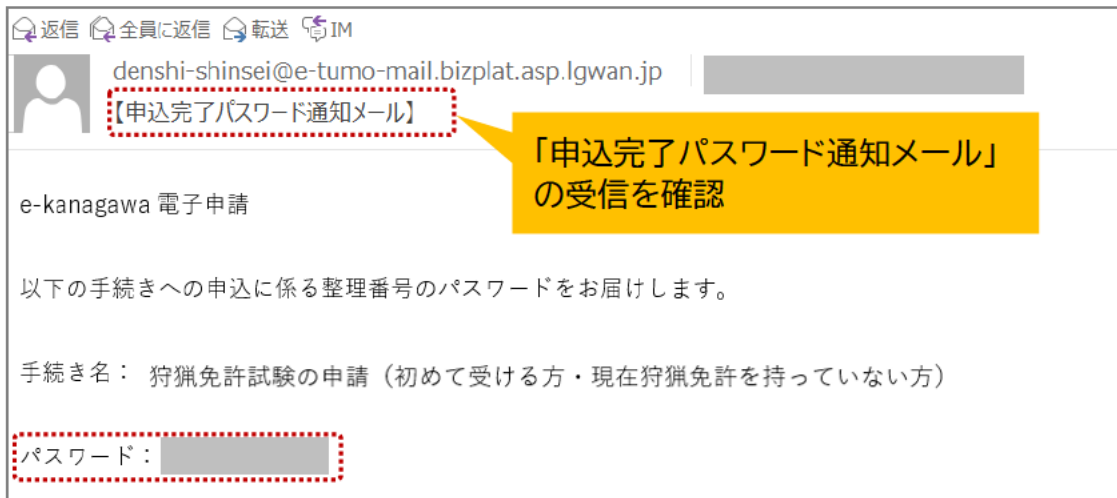 返信 全員に返信 転送 IM
denshi-shinsei@e-tumo-mail.bizplat.asp.lgwan.jp
【申込完了パスワード通知メール】
「申込完了パスワード通知メール」
の受信を確認
e-kanagawa 電子申請
以下の手続きへの申込に係る整理番号のパスワードをお届けします。
手続き名： 狩猟免許試験の申請（初めて受ける方・現在狩猟免許を持っていない方）
パスワード：